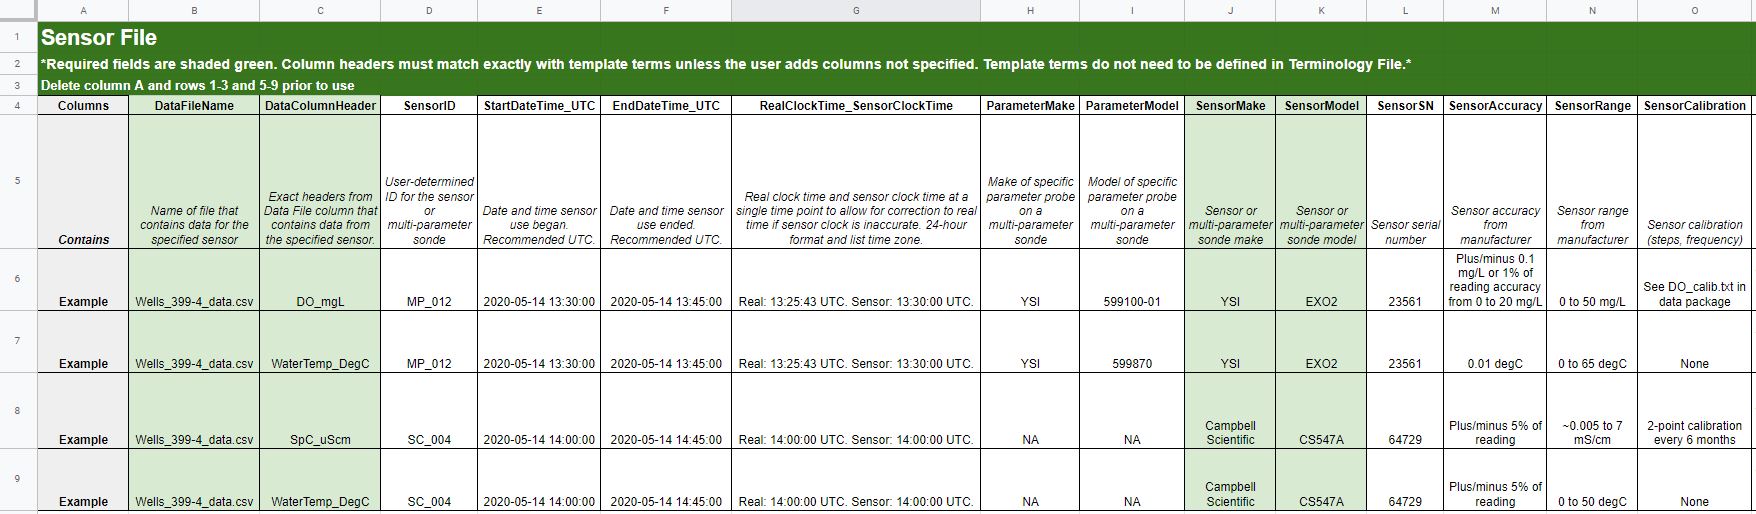 A B C D E F G H I J K L M N O
1 Sensor File
2 *Required fields are shaded green. Column headers must match exactly with template terms unless the user adds columns not specified. Template terms do not need to be defined in Terminology File.*
3 Delete column A and rows 1-3 and 5-9 prior to use
4 Columns DataFileName DataColumnHeader SensorID StartDateTime_UTC EndDateTime_UTC RealClockTime_SensorClockTime ParameterMake ParameterModel SensorMake SensorModel SensorSN SensorAccuracy SensorRange SensorCalibration
5
Contains
Name of file that
contains data for the
specified sensor
Exact headers from
Data File column that
contains data from
the specified sensor.
User-determined
ID for the sensor
or
multi-parameter
sonde
Date and time sensor
use began.
Recommended UTC.
Date and time sensor
use ended.
Recommended UTC.
Real clock time and sensor clock time at a
single time point to allow for correction to real
time if sensor clock is inaccurate. 24-hour
format and list time zone.
Make of specific
parameter probe
on a
multi-parameter
sonde
Model of specific
parameter probe
on a
multi-parameter
sonde
Sensor or
multi-parameter
sonde make
Sensor or
multi-parameter
sonde model
Sensor serial
number
Sensor accuracy
from
manufacturer
Sensor range
from
manufacturer
Sensor calibration
(steps, frequency)
6
Example
Wells_399-4_data.csv
DO_mgL
MP_012
2020-05-14 13:30:00
2020-05-14 13:45:00
Real: 13:25:43 UTC. Sensor: 13:30:00 UTC.
YSI
599100-01
YSI
EXO2
23561
Plus/minus 0.1
mg/L or 1% of
reading accuracy
from 0 to 20 mg/L
0 to 50 mg/L
See DO_calib.txt in
data package
7
Example
Wells_399-4_data.csv
WaterTemp_DegC
MP_012
2020-05-14 13:30:00
2020-05-14 13:45:00
Real: 13:25:43 UTC. Sensor: 13:30:00 UTC.
YSI
599870
YSI
EXO2
23561
0.01 degC
0 to 65 degC
None
8
Example
Wells_399-4_data.csv
SpC_uScm
SC_004
2020-05-14 14:00:00
2020-05-14 14:45:00
Real: 14:00:00 UTC. Sensor: 14:00:00 UTC.
NA
NA
Campbell
Scientific
CS547A
64729
Plus/minus 5% of
reading
~0.005 to 7
mS/cm
2-point calibration
every 6 months
9
Example
Wells_399-4_data.csv
WaterTemp_DegC
SC_004
2020-05-14 14:00:00
2020-05-14 14:45:00
Real: 14:00:00 UTC. Sensor: 14:00:00 UTC.
NA
NA
Campbell
Scientific
CS547A
64729
Plus/minus 5% of
reading
0 to 50 degC
None